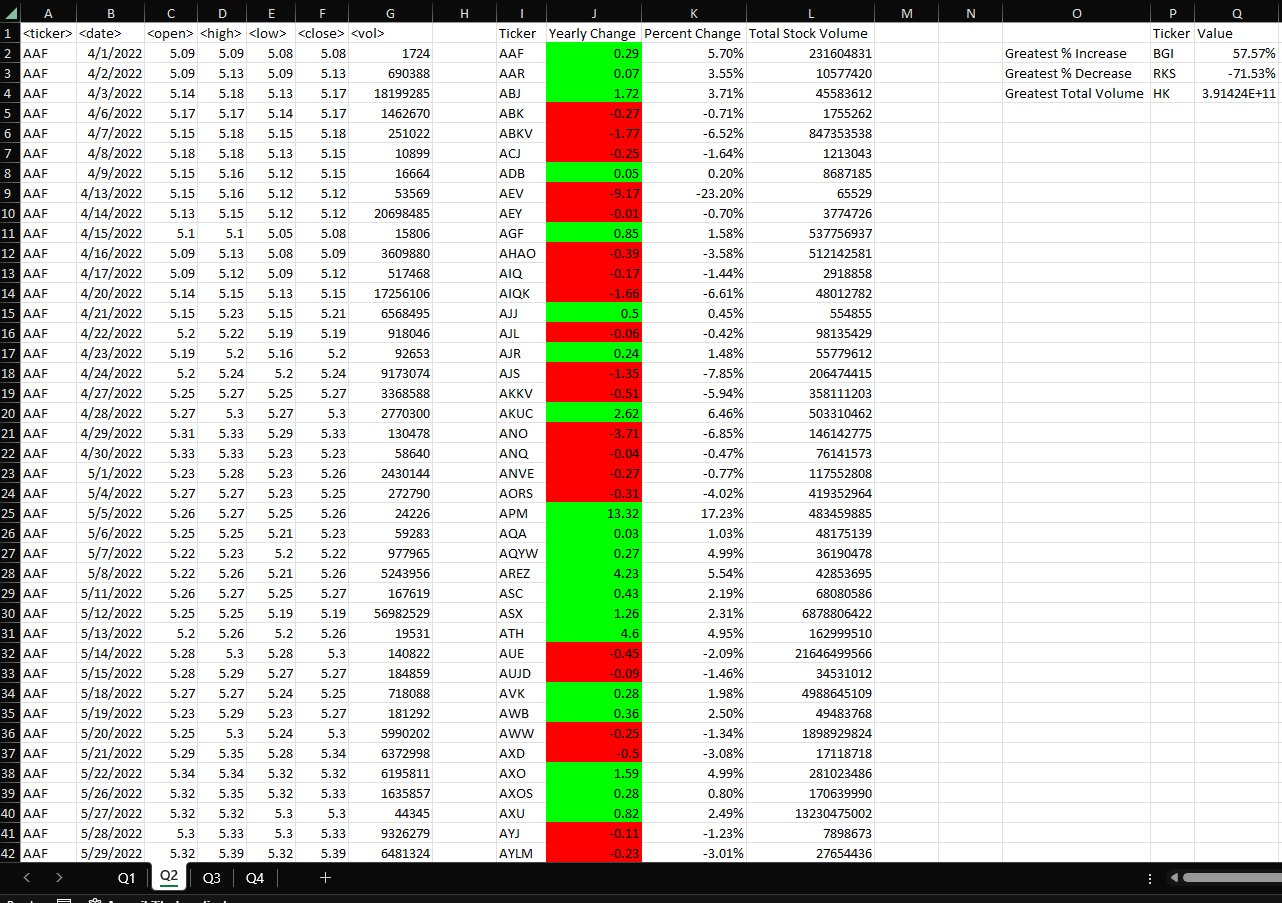 A B C D E F G H I J K L M N O P Q
1 <ticker> <date> <open> <high> <low> <close> <vol> Ticker Yearly Change Percent Change Total Stock Volume Ticker Value
2 AAF 4/1/2022 5.09 5.09 5.08 5.08 1724 AAF 0.29 5.70% 231604831 Greatest % Increase BGI 57.57%
3 AAF 4/2/2022 5.09 5.13 5.09 5.13 690388 AAR 0.07 3.55% 10577420 Greatest % Decrease RKS -71.53%
4 AAF 4/3/2022 5.14 5.18 5.13 5.17 18199285 ABJ 1.72 3.71% 45583612 Greatest Total Volume HK 3.91424E+11
5 AAF 4/6/2022 5.17 5.17 5.14 5.17 1462670 ABK -0.27 -0.71% 1755262
6 AAF 4/7/2022 5.15 5.18 5.15 5.18 251022 ABKV -1.77 -6.52% 847353538
7 AAF 4/8/2022 5.18 5.18 5.13 5.15 10899 ACJ -0.25 -1.64% 1213043
8 AAF 4/9/2022 5.15 5.16 5.12 5.15 16664 ADB 0.05 0.20% 8687185
9 AAF 4/13/2022 5.15 5.16 5.12 5.12 53569 AEV -9.17 -23.20% 65529
10 AAF 4/14/2022 5.13 5.15 5.12 5.12 20698485 AEY -0.01 -0.70% 3774726
11 AAF 4/15/2022 5.1 5.1 5.05 5.08 15806 AGF 0.85 1.58% 537756937
12 AAF 4/16/2022 5.09 5.13 5.08 5.09 3609880 AHAO -0.39 -3.58% 512142581
13 AAF 4/17/2022 5.09 5.12 5.09 5.12 517468 AIQ -0.17 -1.44% 2918858
14 AAF 4/20/2022 5.14 5.15 5.13 5.15 17256106 AIQK -1.66 -6.61% 48012782
15 AAF 4/21/2022 5.15 5.23 5.15 5.21 6568495 AJJ 0.5 0.45% 554855
16 AAF 4/22/2022 5.2 5.22 5.19 5.19 918046 AJL -0.06 -0.42% 98135429
17 AAF 4/23/2022 5.19 5.2 5.16 5.2 92653 AJR 0.24 1.48% 55779612
18 AAF 4/24/2022 5.2 5.24 5.2 5.24 9173074 AJS -1.35 -7.85% 206474415
19 AAF 4/27/2022 5.25 5.27 5.25 5.27 3368588 AKKV -0.51 -5.94% 358111203
20 AAF 4/28/2022 5.27 5.3 5.27 5.3 2770300 AKUC 2.62 6.46% 503310462
21 AAF 4/29/2022 5.31 5.33 5.29 5.33 130478 ANO -3.71 -6.85% 146142775
22 AAF 4/30/2022 5.33 5.33 5.23 5.23 58640 ANQ -0.04 -0.47% 76141573
23 AAF 5/1/2022 5.23 5.28 5.23 5.26 2430144 ANVE -0.27 -0.77% 117552808
24 AAF 5/4/2022 5.27 5.27 5.23 5.25 272790 AORS -0.31 -4.02% 419352964
25 AAF 5/5/2022 5.26 5.27 5.25 5.26 24226 APM 13.32 17.23% 483459885
26 AAF 5/6/2022 5.25 5.25 5.21 5.23 59283 AQA 0.03 1.03% 48175139
27 AAF 5/7/2022 5.22 5.23 5.2 5.22 977965 AQYW 0.27 4.99% 36190478
28 AAF 5/8/2022 5.22 5.26 5.21 5.26 5243956 AREZ 4.23 5.54% 42853695
29 AAF 5/11/2022 5.26 5.27 5.25 5.27 167619 ASC 0.43 2.19% 68080586
30 AAF 5/12/2022 5.25 5.25 5.19 5.19 56982529 ASX 1.26 2.31% 6878806422
31 AAF 5/13/2022 5.2 5.26 5.2 5.26 19531 ATH 4.6 4.95% 162999510
32 AAF 5/14/2022 5.28 5.3 5.28 5.3 140822 AUE -0.45 -2.09% 21646499566
33 AAF 5/15/2022 5.28 5.29 5.27 5.27 184859 AUJD -0.09 -1.46% 34531012
34 AAF 5/18/2022 5.27 5.27 5.24 5.25 718088 AVK 0.28 1.98% 4988645109
35 AAF 5/19/2022 5.23 5.29 5.23 5.27 181292 AWB 0.36 2.50% 49483768
36 AAF 5/20/2022 5.25 5.3 5.24 5.3 5990202 AWW -0.25 -1.34% 1898929824
37 AAF 5/21/2022 5.29 5.35 5.28 5.34 6372998 AXD -0.5 -3.08% 17118718
38 AAF 5/22/2022 5.34 5.34 5.32 5.32 6195811 AXO 1.59 4.99% 281023486
39 AAF 5/26/2022 5.32 5.35 5.32 5.33 1635857 AXOS 0.28 0.80% 170639990
40 AAF 5/27/2022 5.32 5.32 5.3 5.3 44345 AXU 0.82 2.49% 13230475002
41 AAF 5/28/2022 5.3 5.33 5.3 5.33 9326279 AYJ -0.11 -1.23% 7898673
42 AAF 5/29/2022 5.32 5.39 5.32 5.39 6481324 AYLM -0.23 -3.01% 27654436
Q1 Q2 Q3 Q4